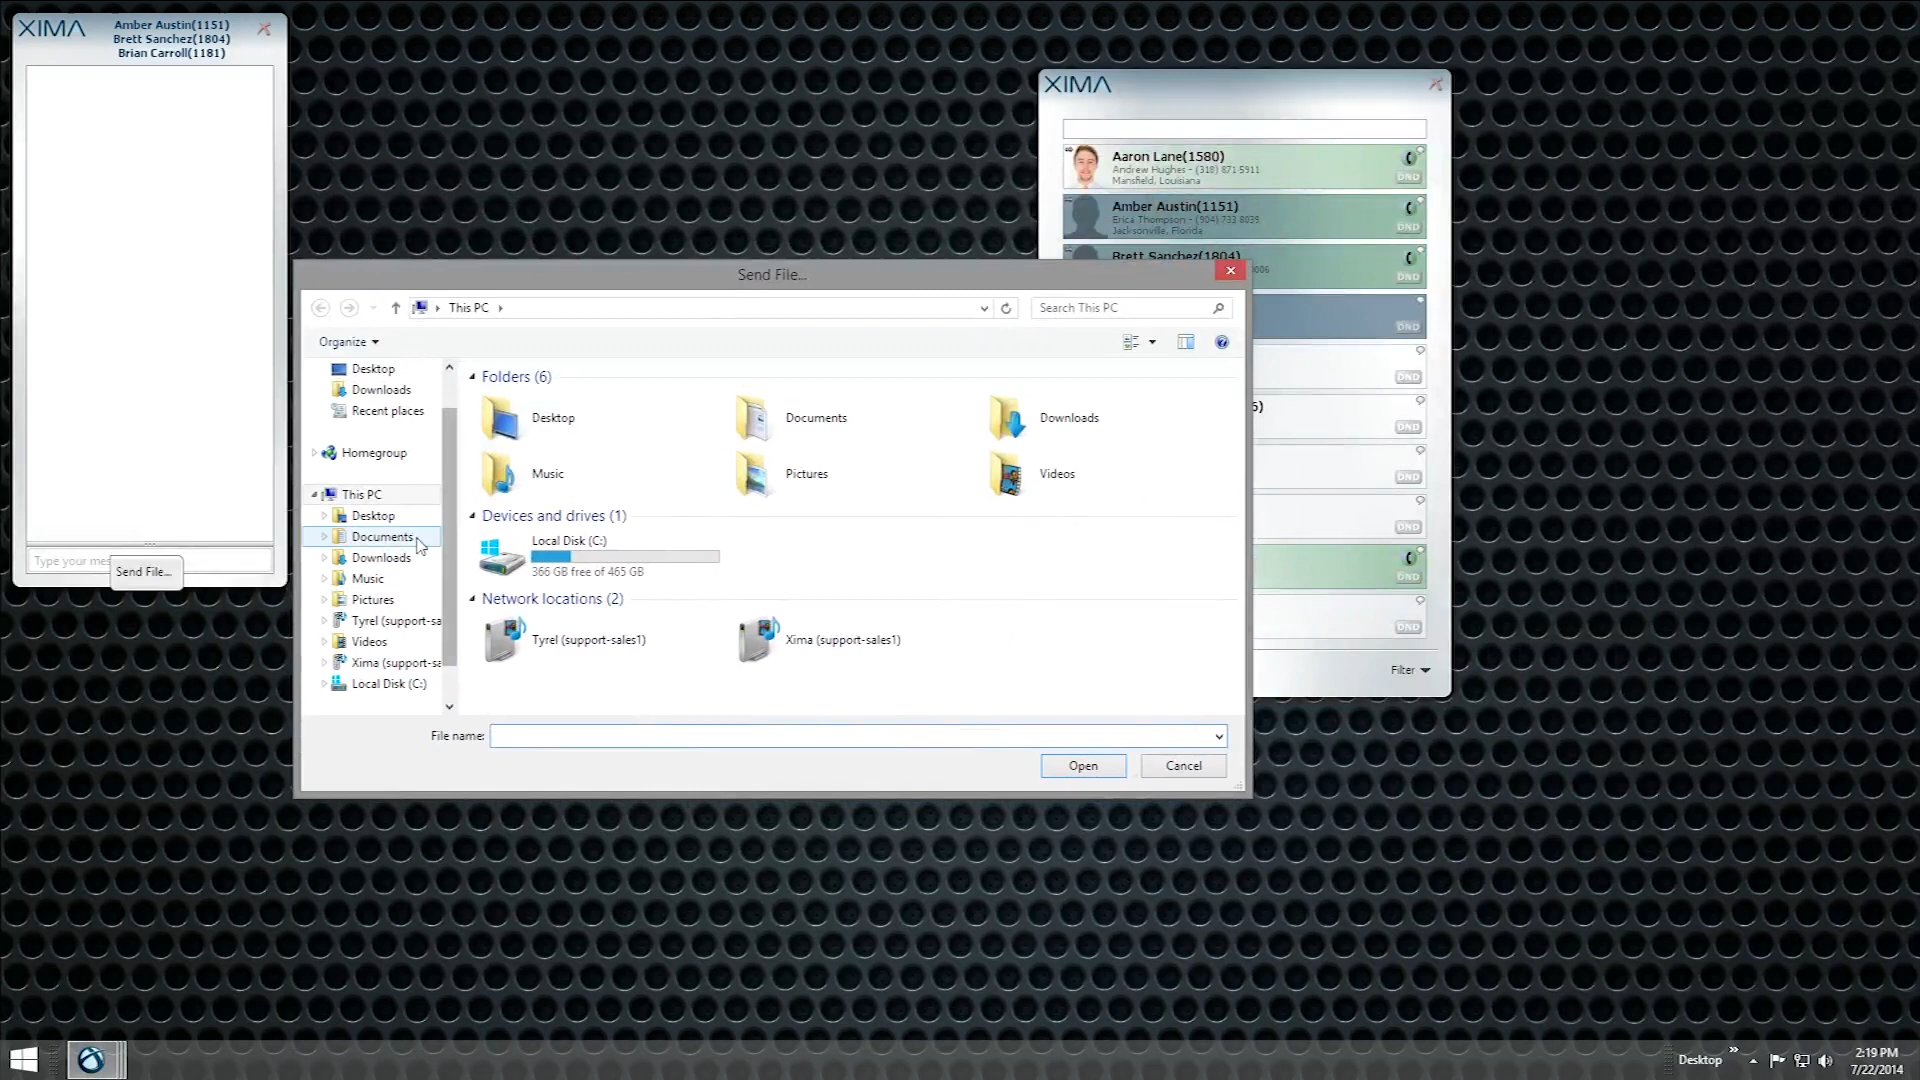 XIMA
Amber Austin(1151)
Brett Sanchez(1804)
Brian Carroll(1181)
Type your mes
Send File...
XIMA
Aaron Lane(1580)
Andrew Hughes - (318) 871-5911
Mansfield, Louisiana
DND
Amber Austin(1151)
Erica Thompson - (904) 733-8039
Jacksonville, Florida
DND
Brett Sanchez(1804)
6006
DND
DND
DND
6)
DND
DND
DND
DND
DND
Filter
Send File...
This PC
Search This PC
Organize
Desktop
Downloads
Recent places
Homegroup
This PC
Desktop
Documents
Downloads
Music
Pictures
Tyrel (support-sa
Videos
Xima (support-sa
Local Disk (C:)
Folders (6)
Desktop
Documents
Downloads
Music
Pictures
Videos
Devices and drives (1)
Local Disk (C:)
366 GB free of 465 GB
Network locations (2)
Tyrel (support-sales1)
Xima (support-sales1)
File name:
Open
Cancel
Desktop
2:19 PM
7/22/2014